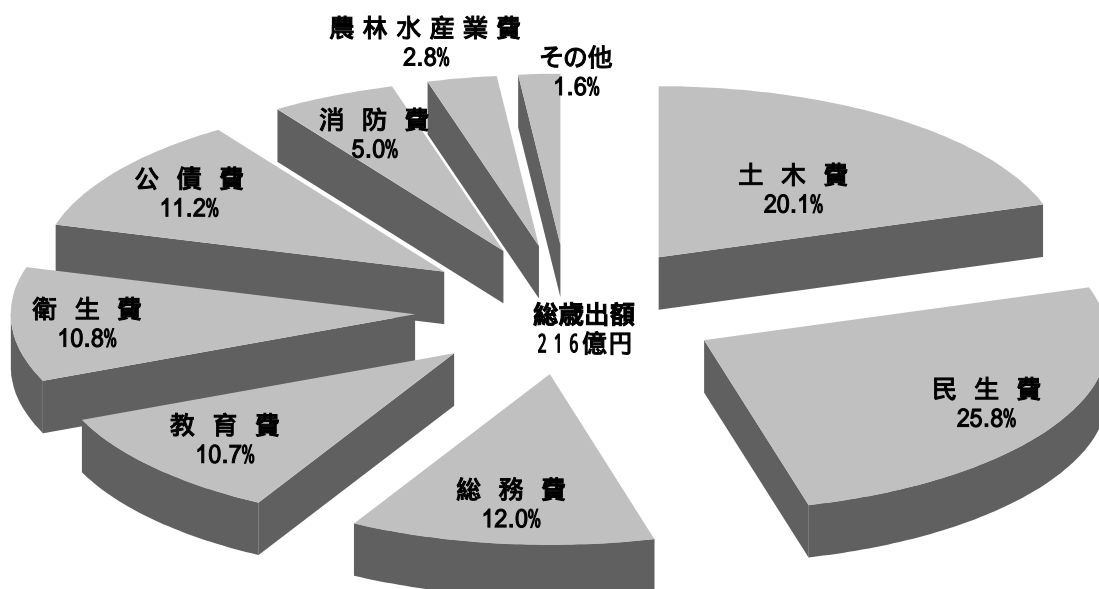 農林水産業費
2.8%
その他
1.6%
消防費
5.0%
土木費
20.1%
公債費
11.2%
衛生費
10.8%
総歳出額
216億円
民生費
25.8%
教育費
10.7%
総務費
12.0%